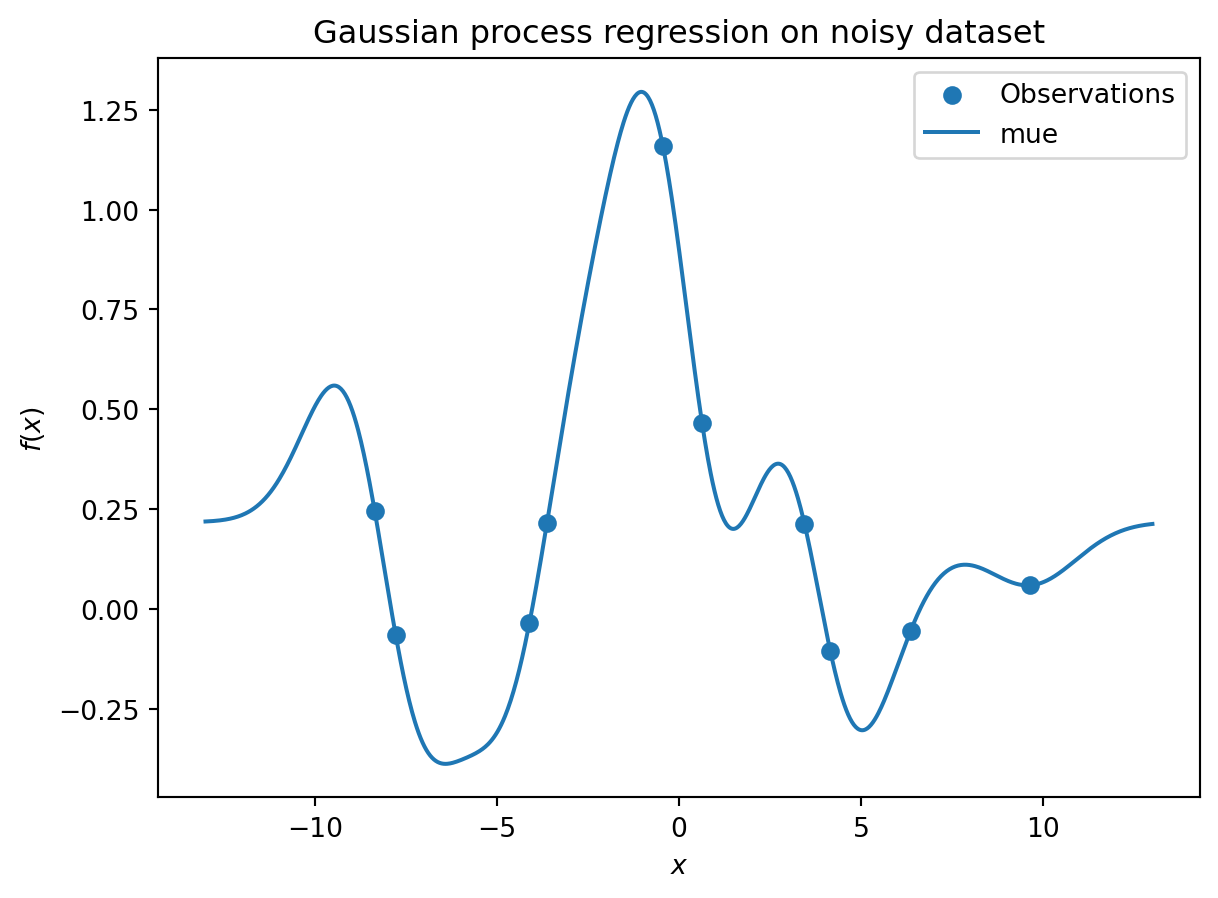 Gaussian process regression on noisy dataset
Observations
mue
1.25
1.00
0.75
0.50
0.25
0.00
−0.25
f(x)
−10 −5 0 5 10
x